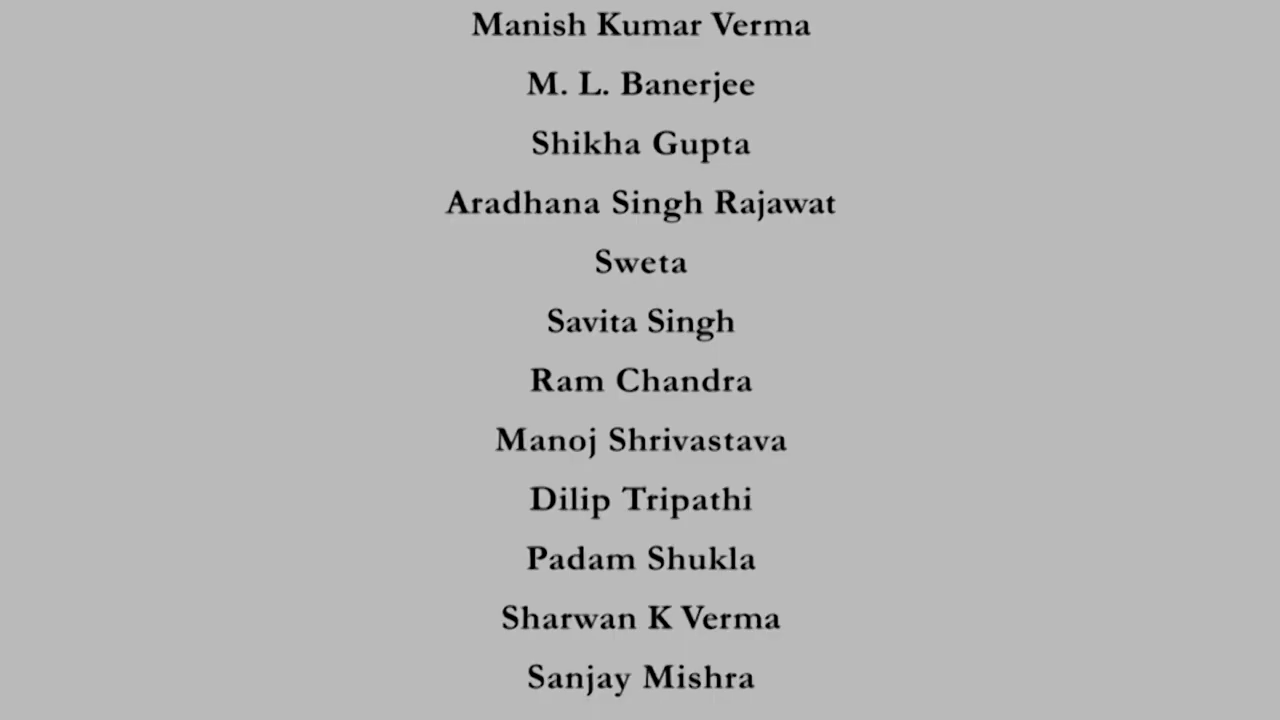 Manish Kumar Verma
M. L. Banerjee
Shikha Gupta
Aradhana Singh Rajawat
Sweta
Savita Singh
Ram Chandra
Manoj Shrivastava
Dilip Tripathi
Padam Shukla
Sharwan K Verma
Sanjay Mishra